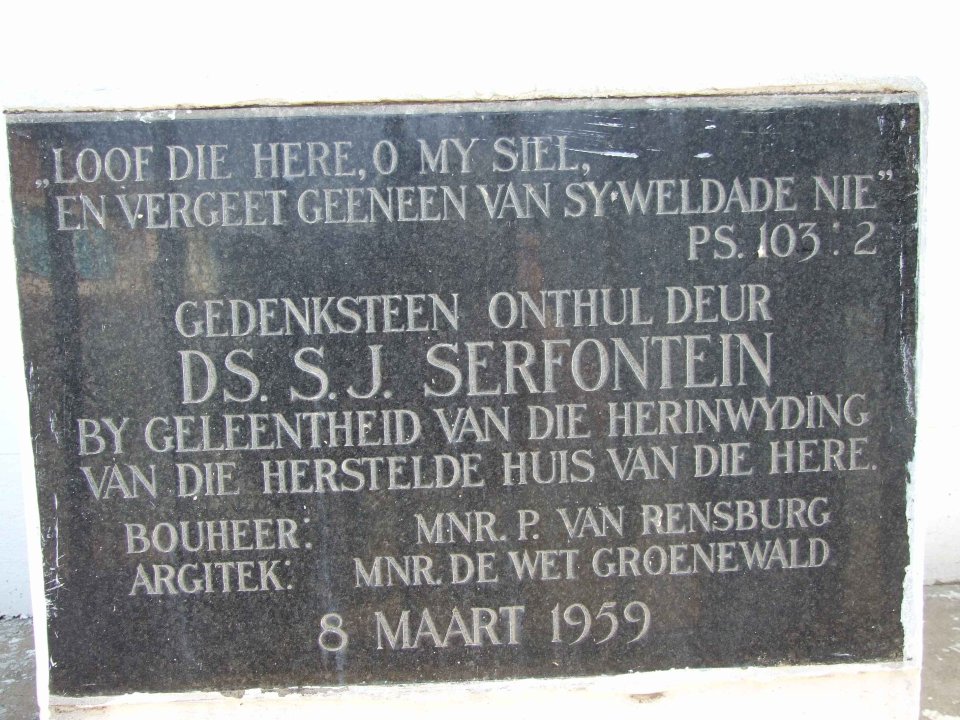 „LOOF DIE HERE, O MY SIEL,
EN VERGEET GEENEEN VAN SY WELDADE NIE”
PS. 103 : 2
GEDENKSTEEN ONTHUL DEUR
DS. S. J. SERFONTEIN
BY GELEENTHEID VAN DIE HERINWYDING
VAN DIE HERSTELDE HUIS VAN DIE HERE.
BOUHEER: MNR. P. VAN RENSBURG
ARGITEK: MNR. DE WET GROENEWALD
8 MAART 1959